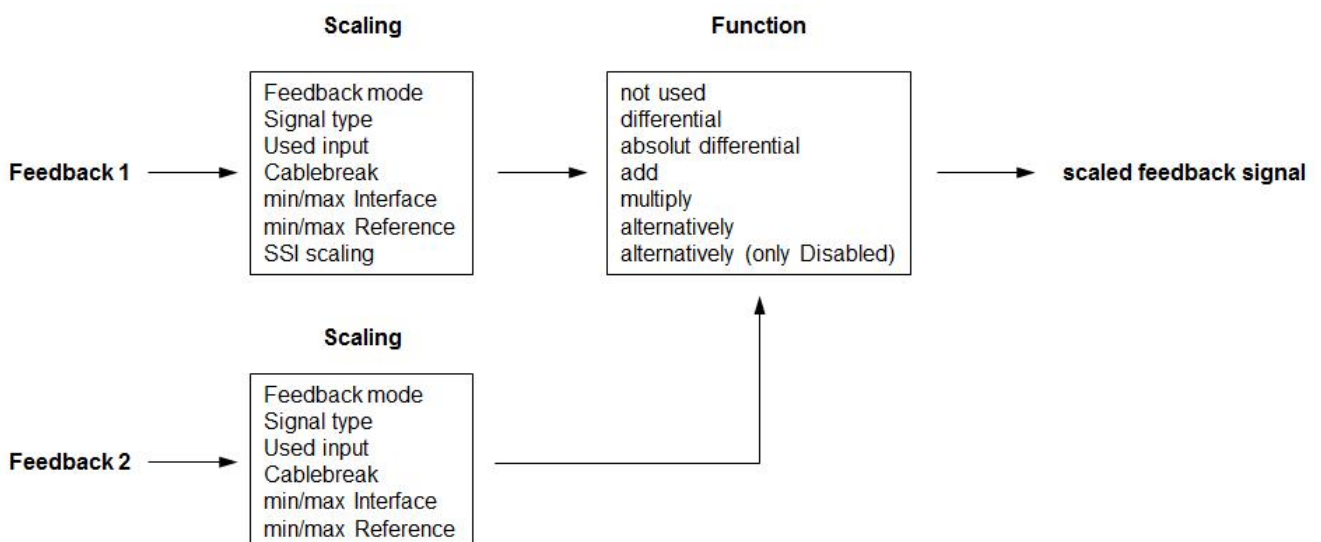 Scaling
Function
Feedback mode
Signal type
Used input
Cablebreak
min/max Interface
min/max Reference
SSI scaling
not used
differential
absolut differential
add
multiply
alternatively
alternatively (only Disabled)
Feedback 1
scaled feedback signal
Scaling
Feedback mode
Signal type
Used input
Cablebreak
min/max Interface
min/max Reference
Feedback 2